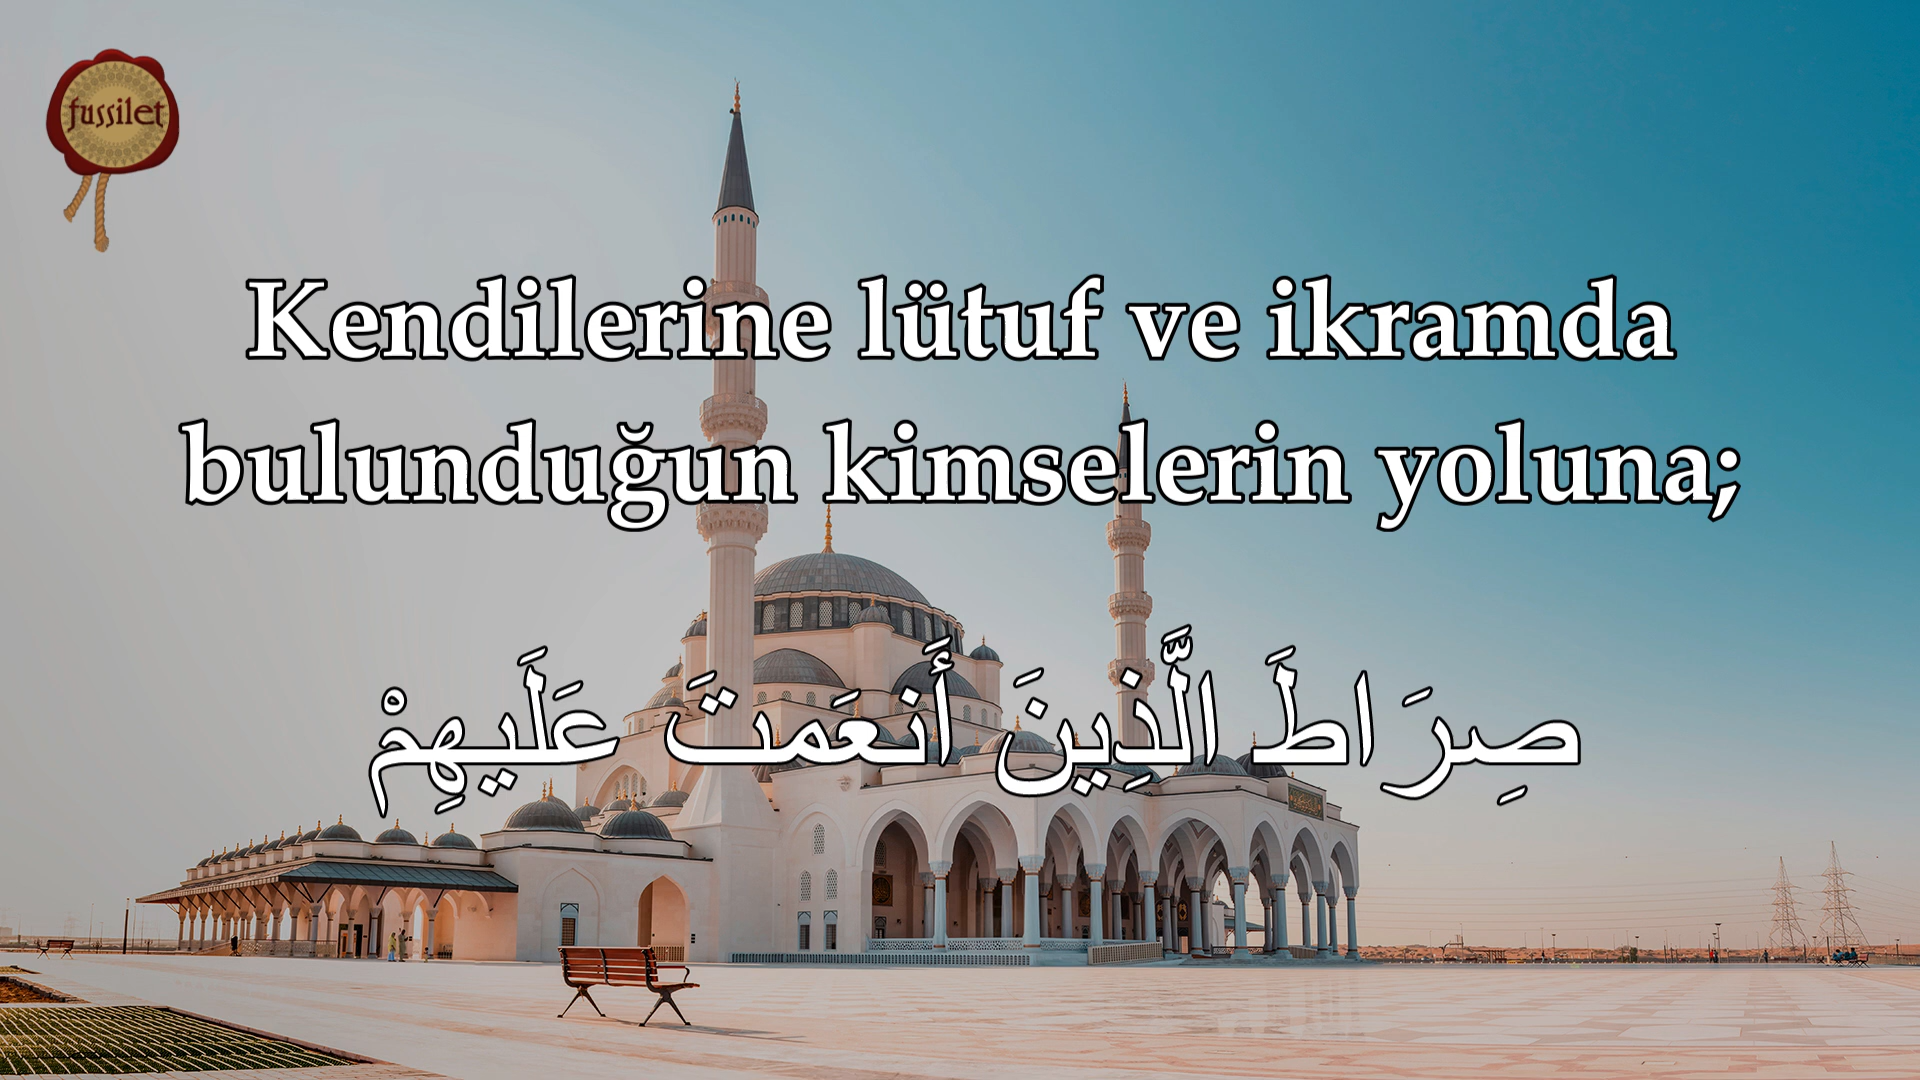 fussilet
Kendilerine lütuf ve ikramda
bulunduğun kimselerin yoluna;
صِرَاطَ الَّذِينَ أَنعَمتَ عَلَيهِمْ